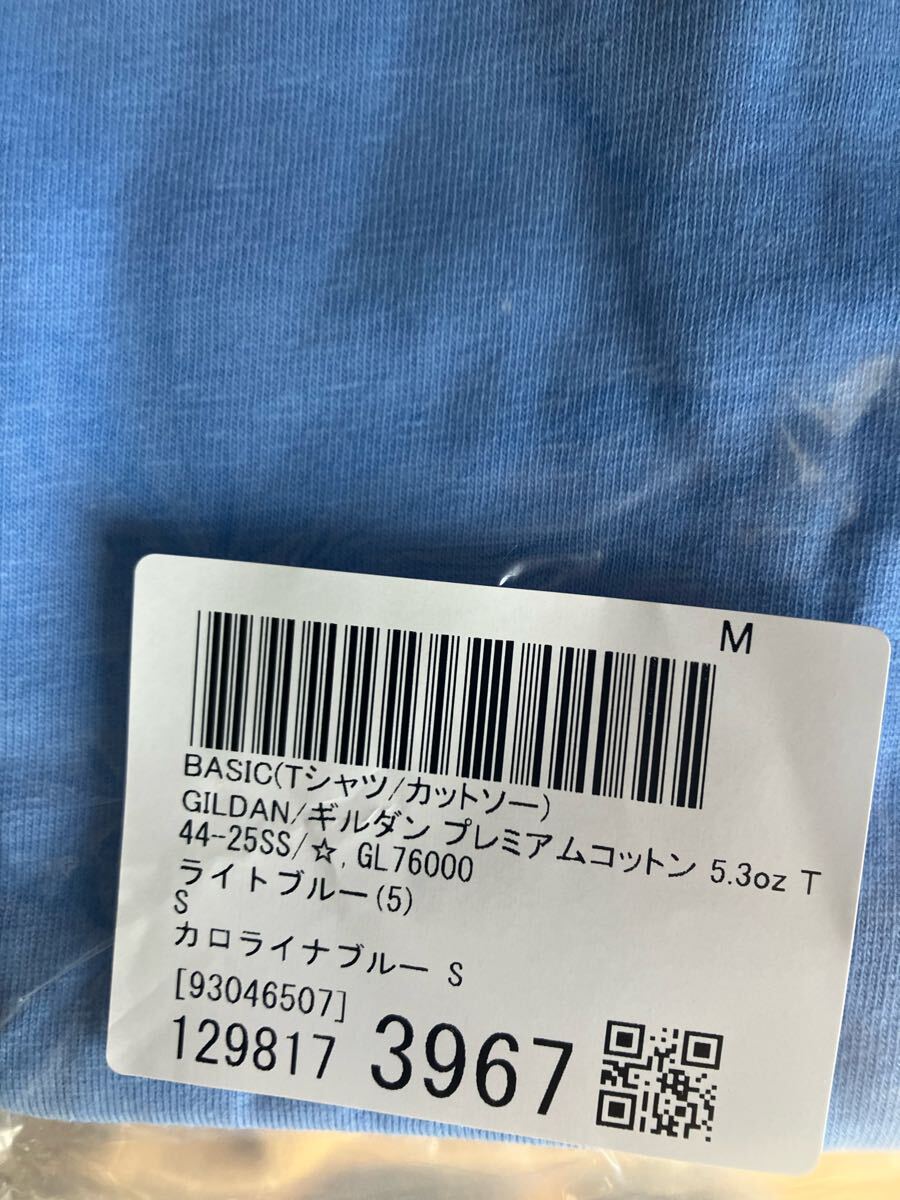 M
BASIC(Tシャツ/カットソー)
GILDAN/ギルダン プレミアムコットン 5.3oz T
44-25SS/☆,GL76000
ライトブルー(5)
S
カロライナブルー S
[93046507]
129817 3967